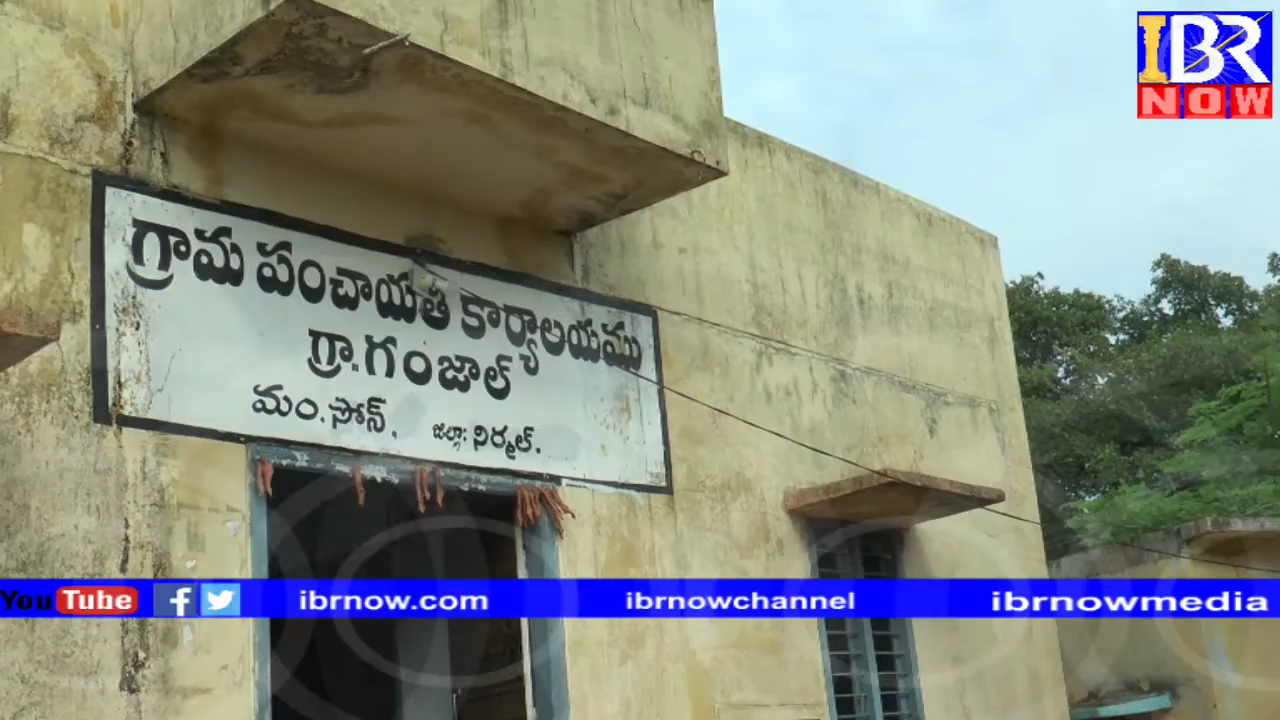 IBR
NOW
గ్రామ పంచాయతీ కార్యాలయము
గ్రా.గంజాల్
మం.సోన్. జిల్లా: నిర్మల్.
YouTube f ibrnow.com ibrnowchannel ibrnowmedia